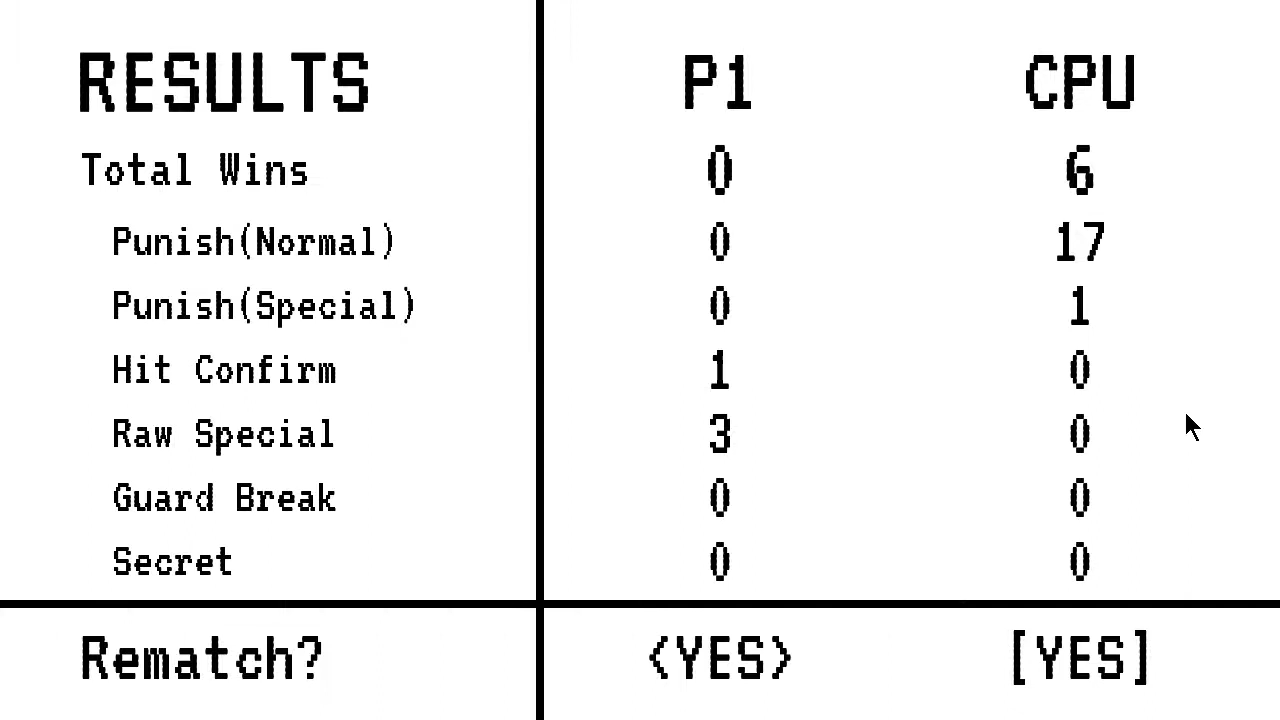 RESULTS P1 CPU
Total Wins 0 6
Punish(Normal) 0 17
Punish(Special) 0 1
Hit Confirm 1 0
Raw Special 3 0
Guard Break 0 0
Secret 0 0
Rematch? <YES> [YES]